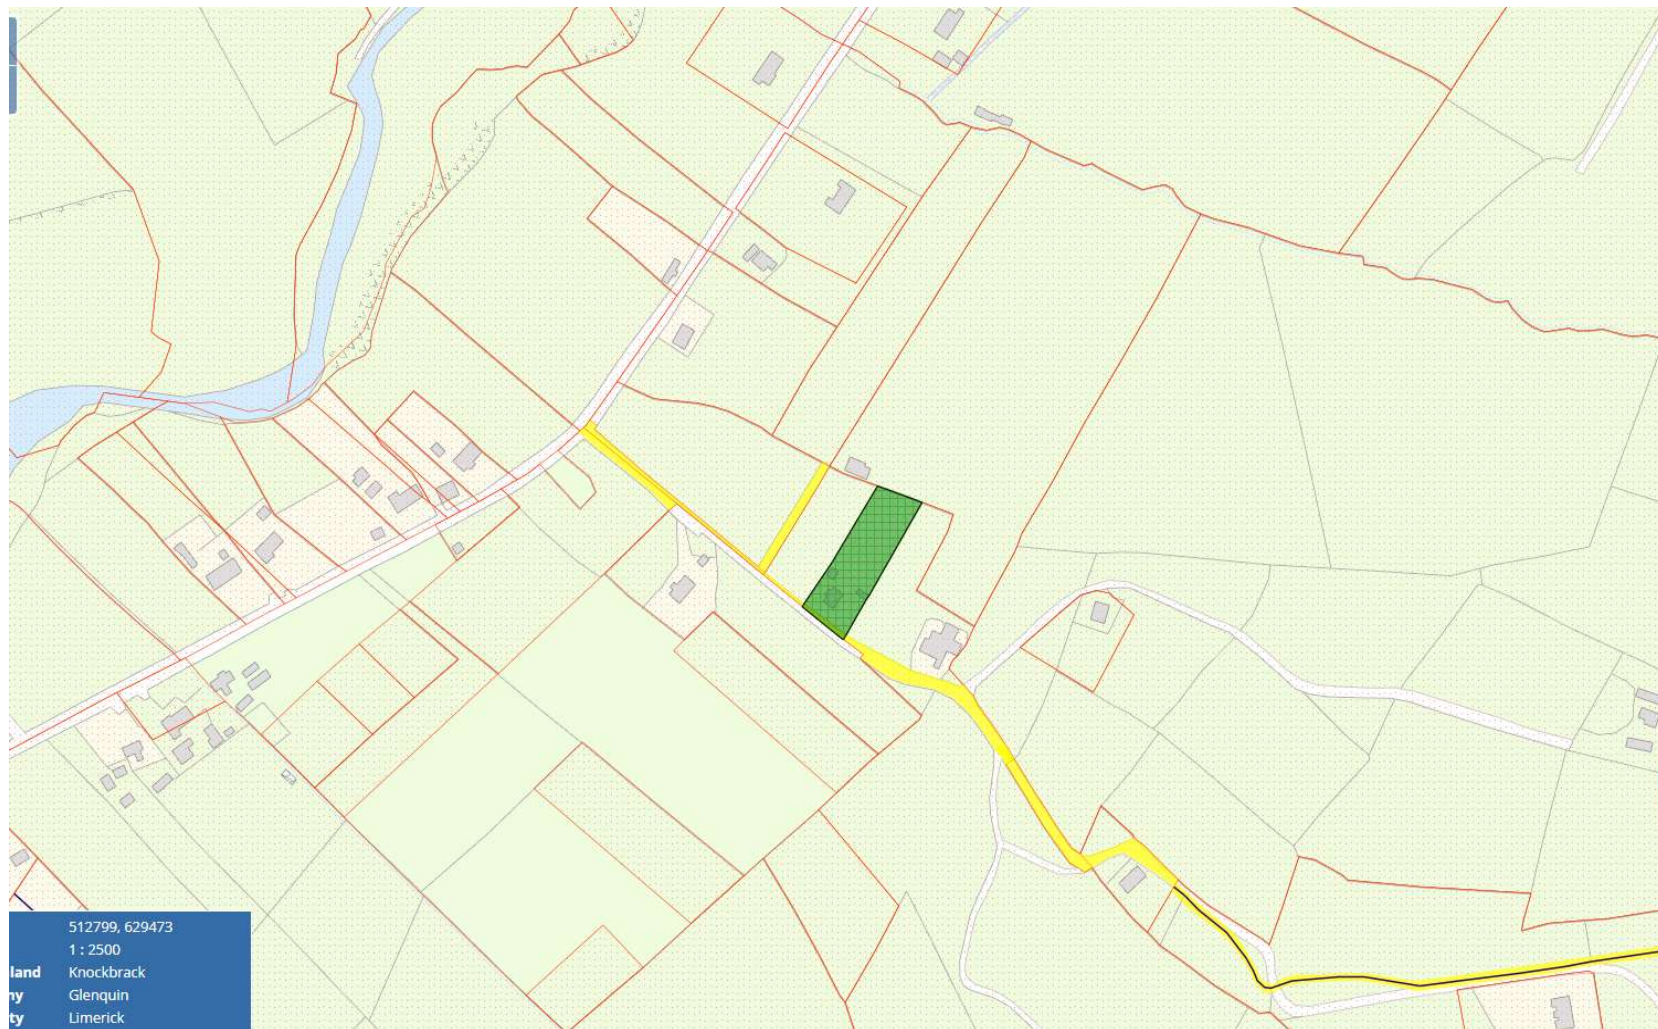 512799, 629473
1 : 2500
land Knockbrack
ny Glenquin
ty Limerick